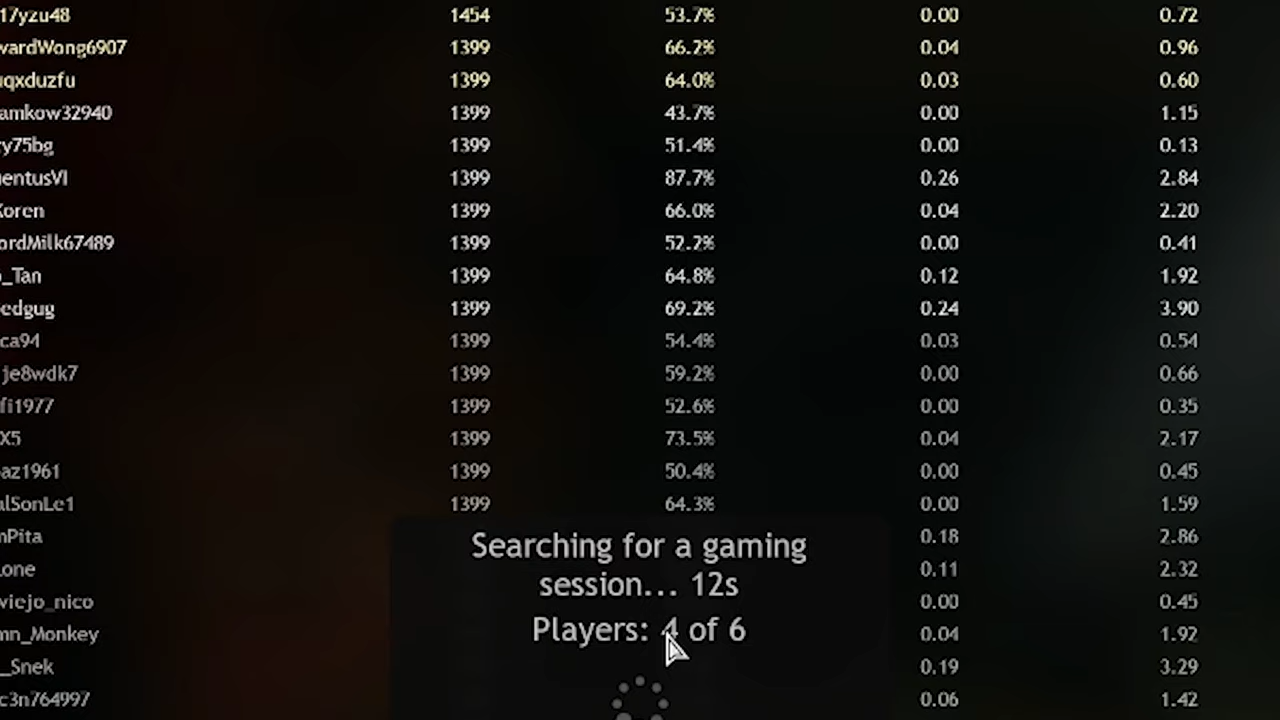 17yzu48 1454 53.7% 0.00 0.72
wardWong6907 1399 66.2% 0.04 0.96
uqxduzfu 1399 64.0% 0.03 0.60
amkow32940 1399 43.7% 0.00 1.15
ry75bg 1399 51.4% 0.00 0.13
uentusVI 1399 87.7% 0.26 2.84
Koren 1399 66.0% 0.04 2.20
ordMilk67489 1399 52.2% 0.00 0.41
o_Tan 1399 64.8% 0.12 1.92
edgug 1399 69.2% 0.24 3.90
ca94 1399 54.4% 0.03 0.54
je8wdk7 1399 59.2% 0.00 0.66
fi1977 1399 52.6% 0.00 0.35
X5 1399 73.5% 0.04 2.17
az1961 1399 50.4% 0.00 0.45
alSonLe1 1399 64.3% 0.00 1.59
mPita 0.18 2.86
one 0.11 2.32
viejo_nico 0.00 0.45
mn_Monkey 0.04 1.92
_Snek 0.19 3.29
c3n764997 0.06 1.42
Searching for a gaming
session... 12s
Players: 4 of 6